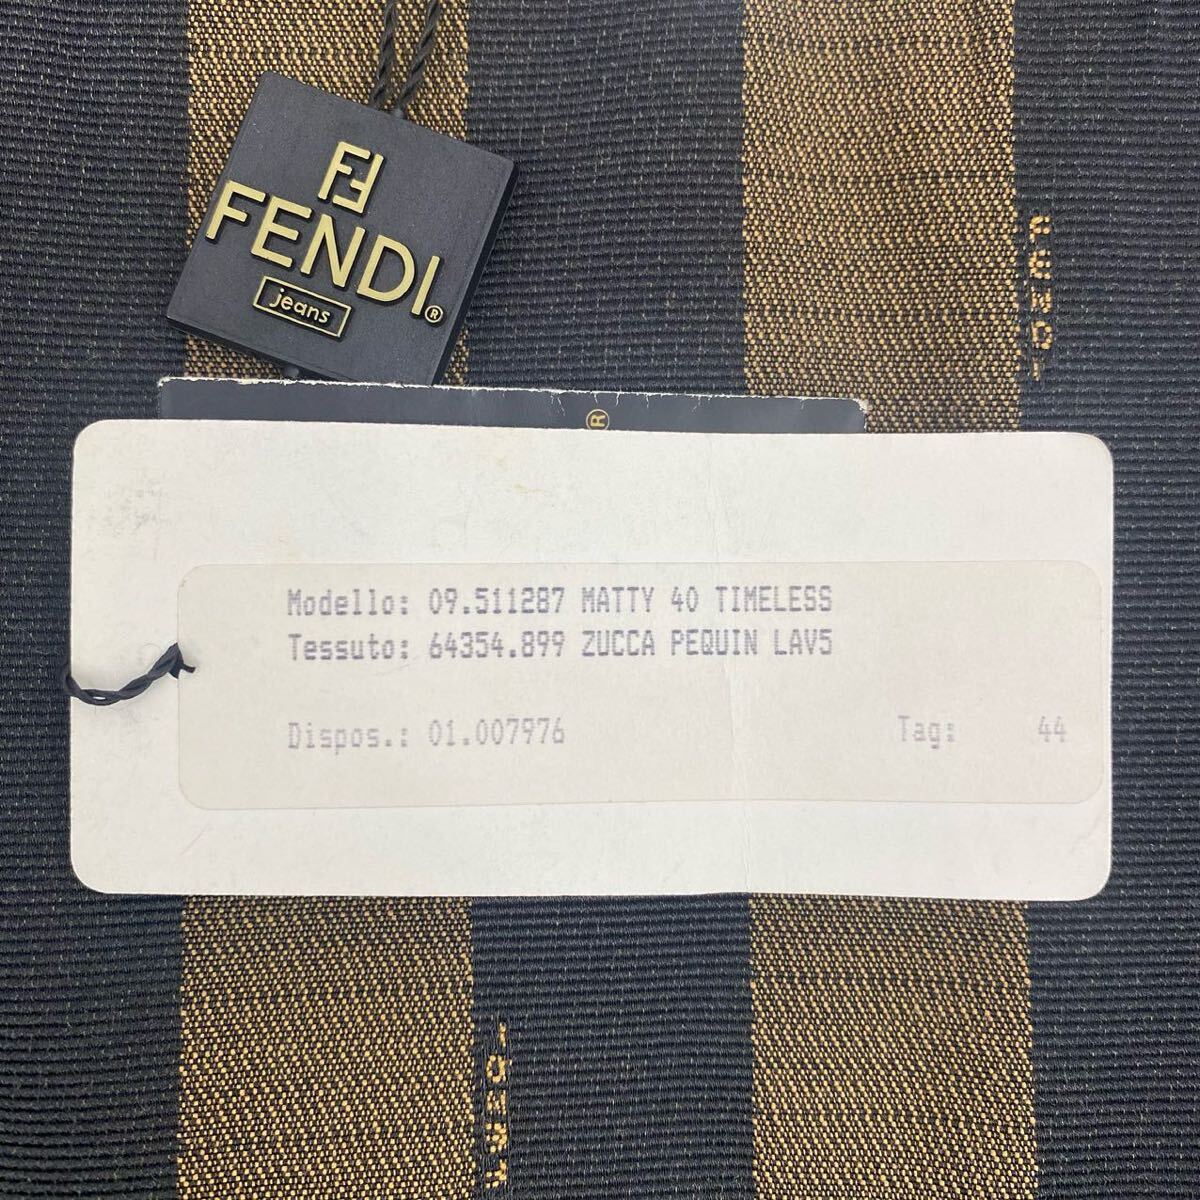 FF
FENDI®
jeans
®
Modello: 09.511287 MATTY 40 TIMELESS
Tessuto: 64354.899 ZUCCA PEQUIN LAV5
Dispos.: 01.007976 Tag: 44